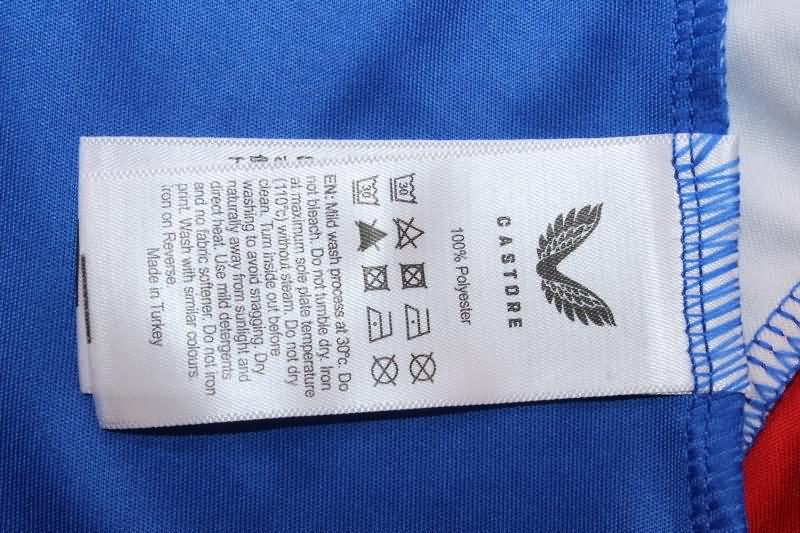 CASTORE
100% Polyester
30
30
EN: Mild wash process at 30°c. Do
not bleach. Do not tumble dry. Iron
at maximum sole plate temperature
(110°c) without steam. Do not dry
clean. Turn inside out before
washing to avoid snagging. Dry
naturally away from sunlight and
direct heat. Use mild detergents
and no fabric softener. Do not iron
print. Wash with similar colours.
Iron on Reverse.
Made in Turkey